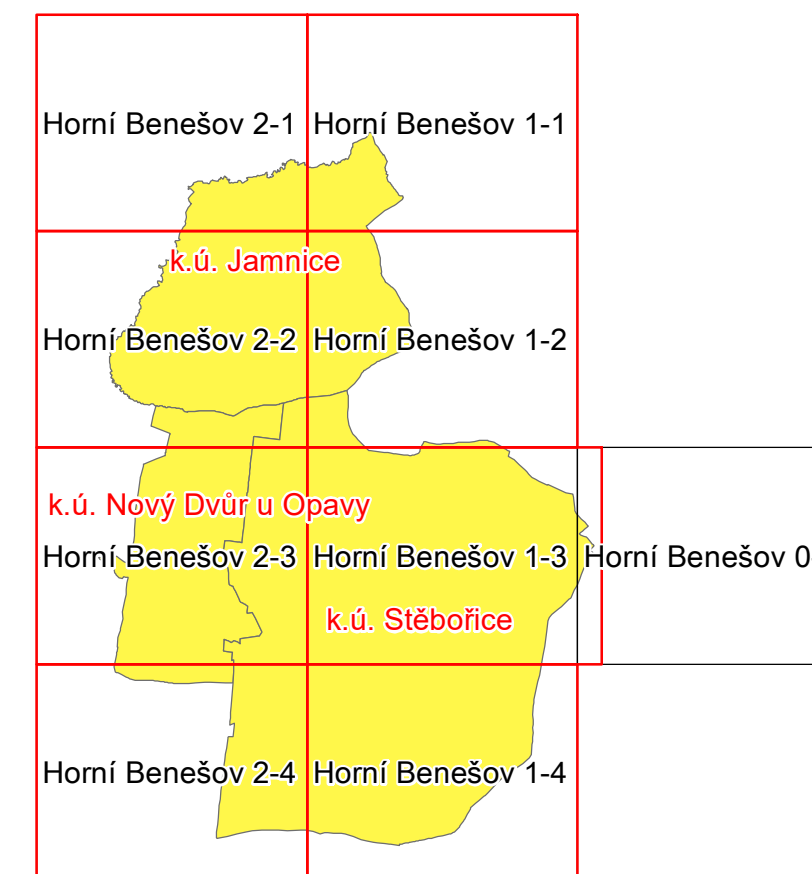 Horní Benešov 2-1
Horní Benešov 1-1
k.ú. Jamnice
Horní Benešov 2-2
Horní Benešov 1-2
k.ú. Nový Dvůr u Opavy
Horní Benešov 2-3
Horní Benešov 1-3
Horní Benešov 0
k.ú. Stěbořice
Horní Benešov 2-4
Horní Benešov 1-4